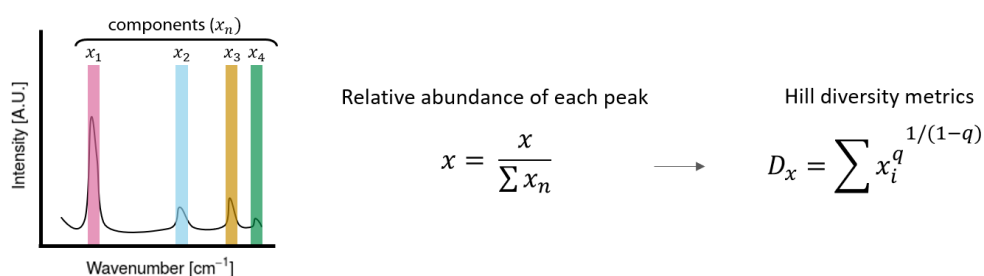 components (xₙ)
x₁ x₂ x₃ x₄
Intensity [A.U.]
Wavenumber [cm⁻¹]
Relative abundance of each peak
x = x / ∑ xₙ
Hill diversity metrics
Dₓ = ∑ xᵢ^q ^1/(1−q)